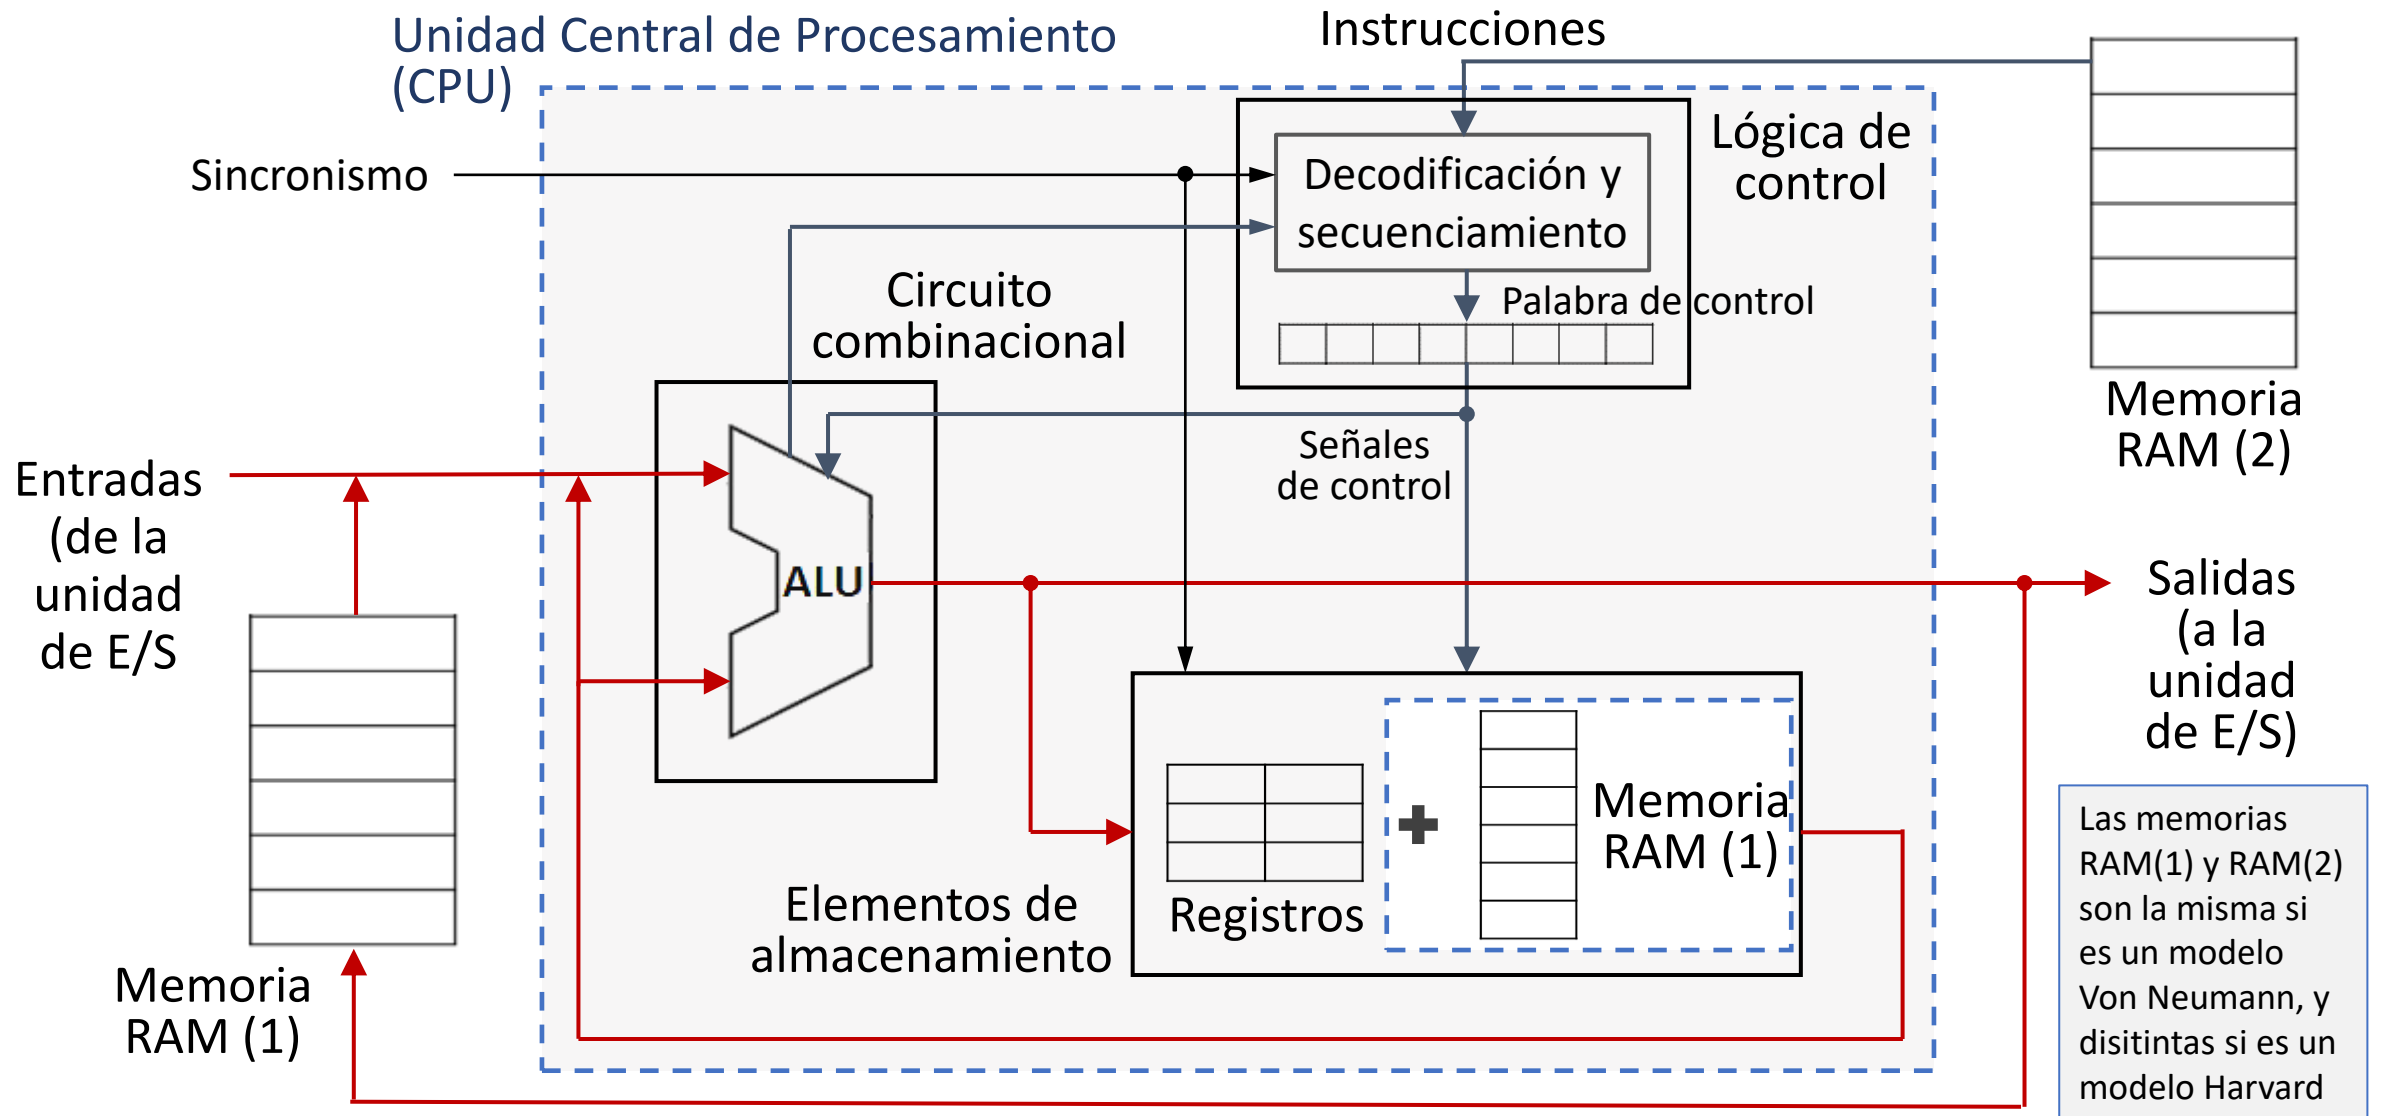 Unidad Central de Procesamiento
(CPU)
Instrucciones
Lógica de
control
Sincronismo
Decodificación y
secuenciamiento
Palabra de control
Circuito
combinacional
Memoria
RAM (2)
Señales
de control
Entradas
(de la
unidad
de E/S
ALU
Salidas
(a la
unidad
de E/S)
Memoria
RAM (1)
Registros
Elementos de
almacenamiento
Memoria
RAM (1)
Las memorias
RAM(1) y RAM(2)
son la misma si
es un modelo
Von Neumann, y
disitintas si es un
modelo Harvard